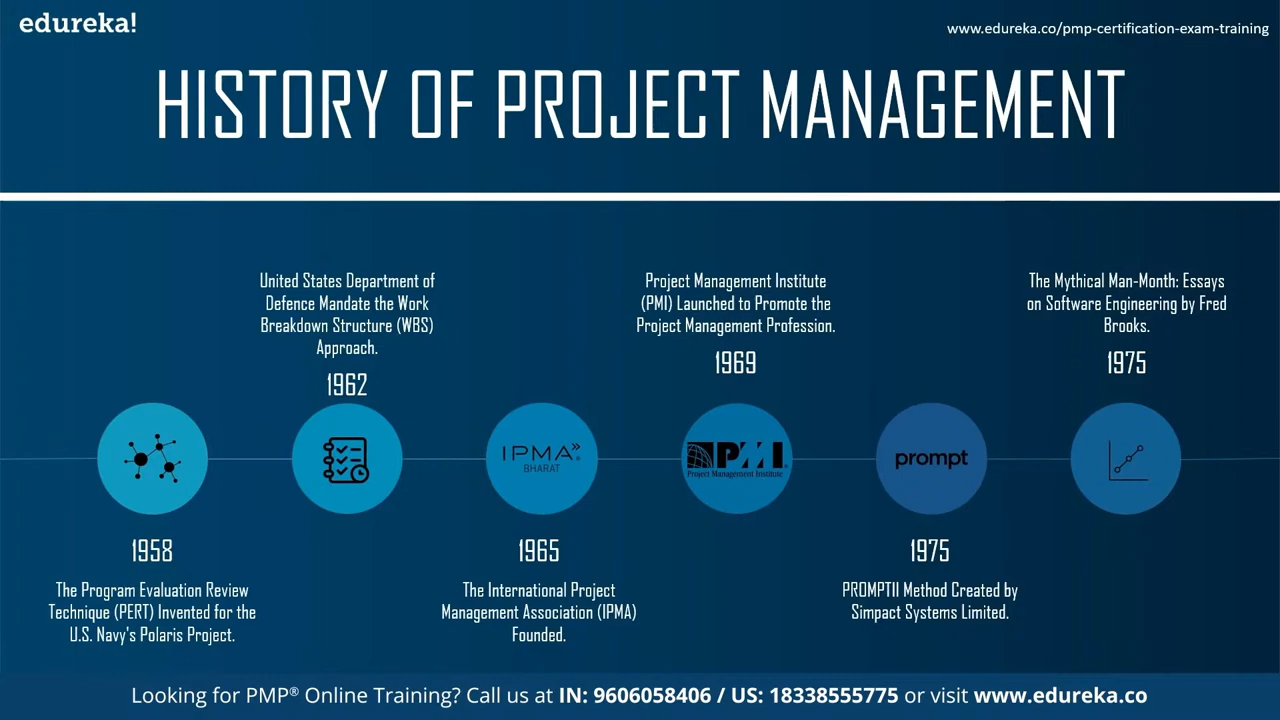 edureka!
www.edureka.co/pmp-certification-exam-training
HISTORY OF PROJECT MANAGEMENT
United States Department of
Defence Mandate the Work
Breakdown Structure (WBS)
Approach.
1962
Project Management Institute
(PMI) Launched to Promote the
Project Management Profession.
1969
The Mythical Man-Month: Essays
on Software Engineering by Fred
Brooks.
1975
IPMA
BHARAT
PMI®
Project Management Institute
prompt
1958
The Program Evaluation Review
Technique (PERT) Invented for the
U.S. Navy's Polaris Project.
1965
The International Project
Management Association (IPMA)
Founded.
1975
PROMPTII Method Created by
Simpact Systems Limited.
Looking for PMP® Online Training? Call us at IN: 9606058406 / US: 18338555775 or visit www.edureka.co